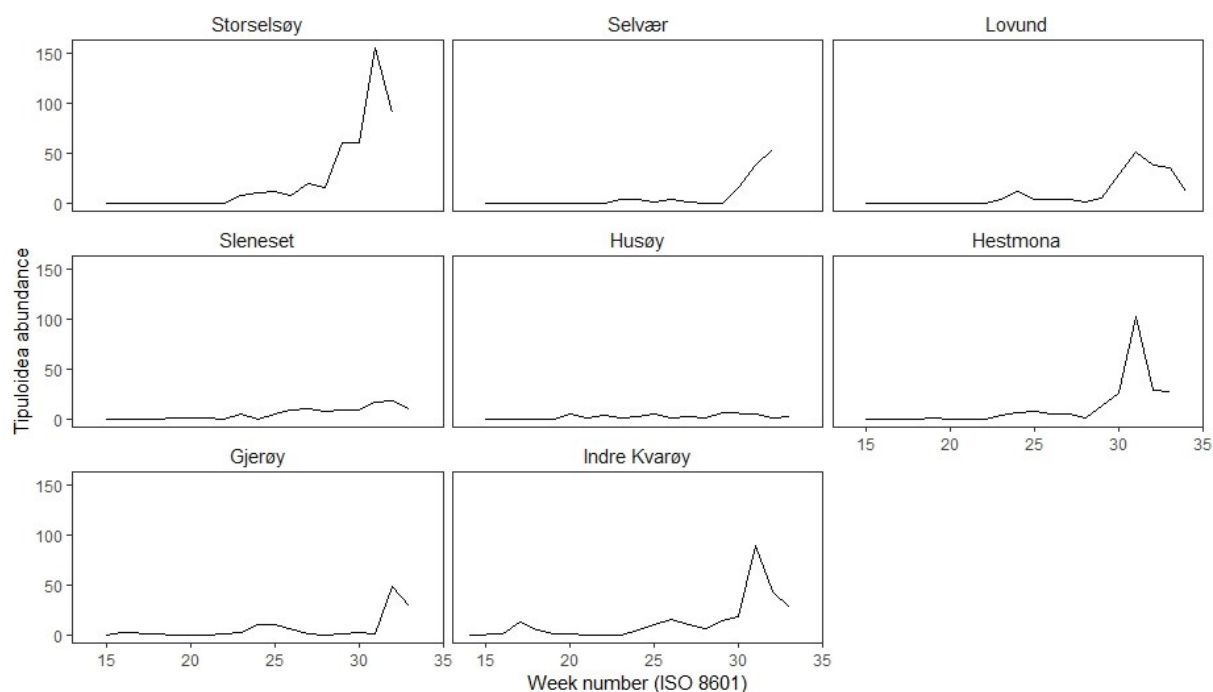 Storselsøy Selvær Lovund
150
100
50
0
Sleneset Husøy Hestmona
150
100
50
0
15 20 25 30 35
Gjerøy Indre Kvarøy
150
100
50
0
15 20 25 30 35 15 20 25 30 35
Week number (ISO 8601)
Tipuloidea abundance